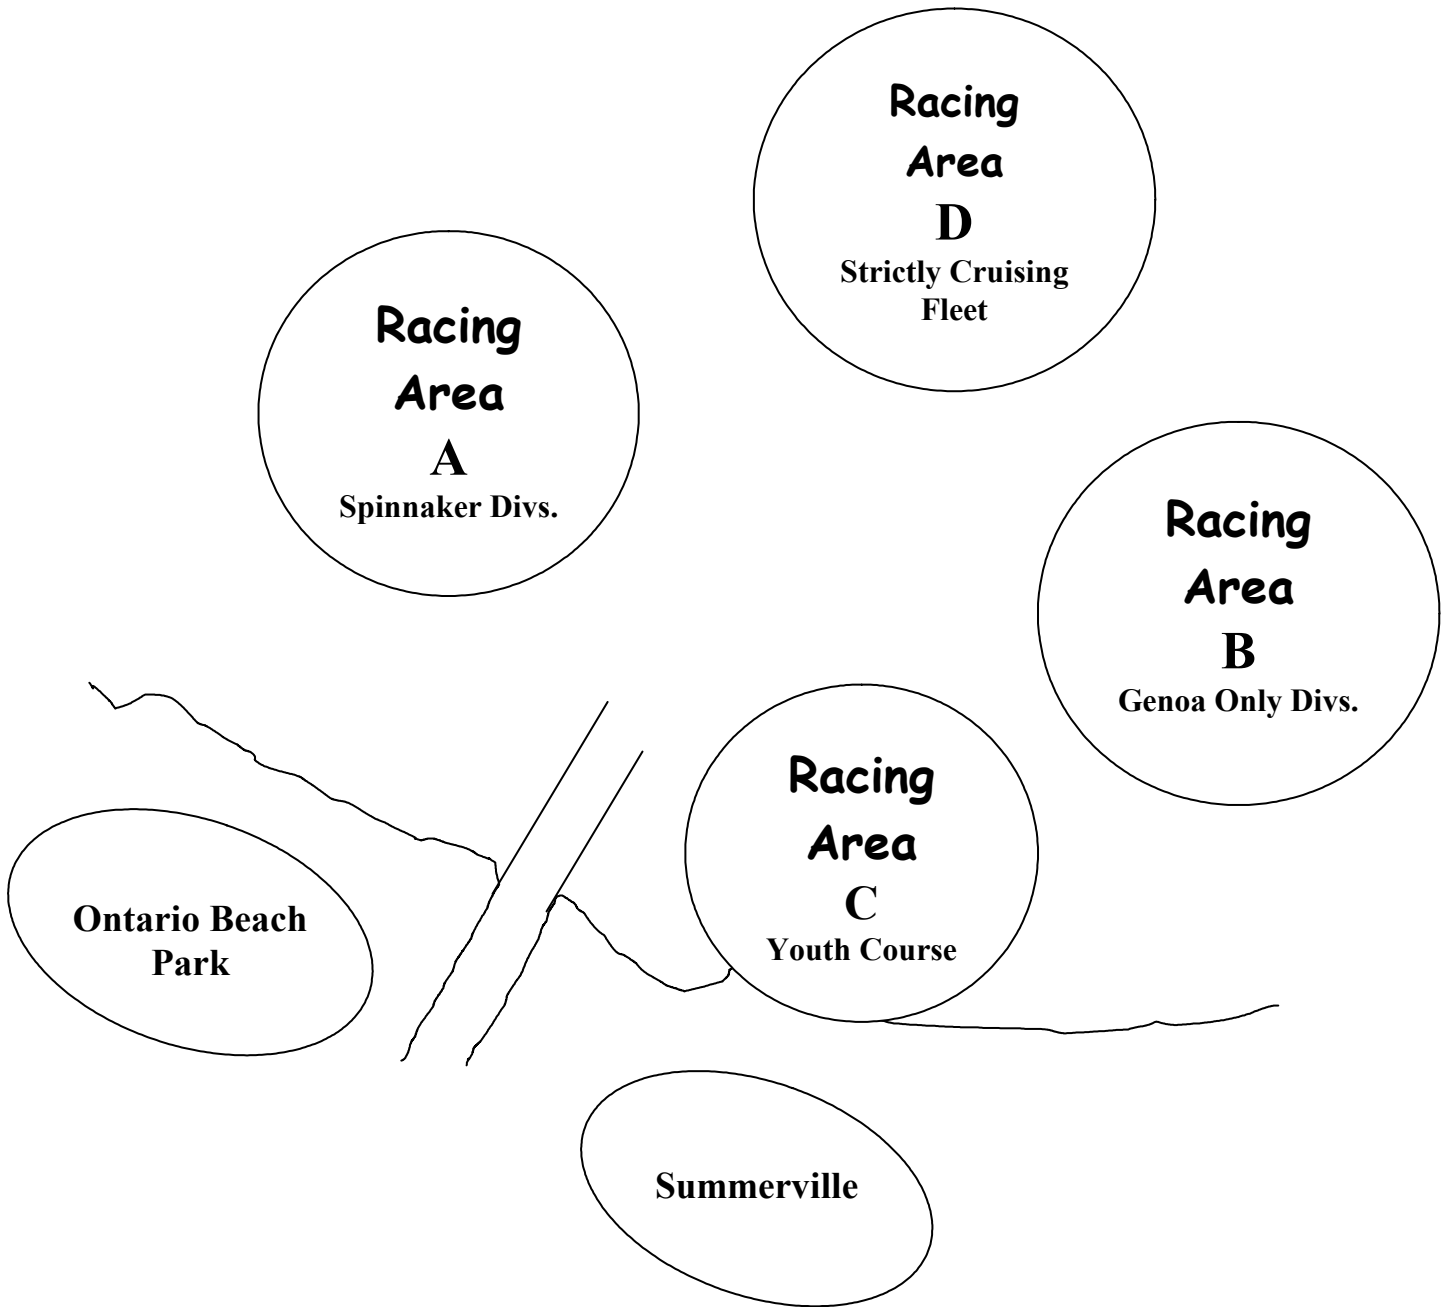 Racing
Area
D
Strictly Cruising
Fleet
Racing
Area
A
Spinnaker Divs.
Racing
Area
B
Genoa Only Divs.
Racing
Area
C
Youth Course
Ontario Beach
Park
Summerville